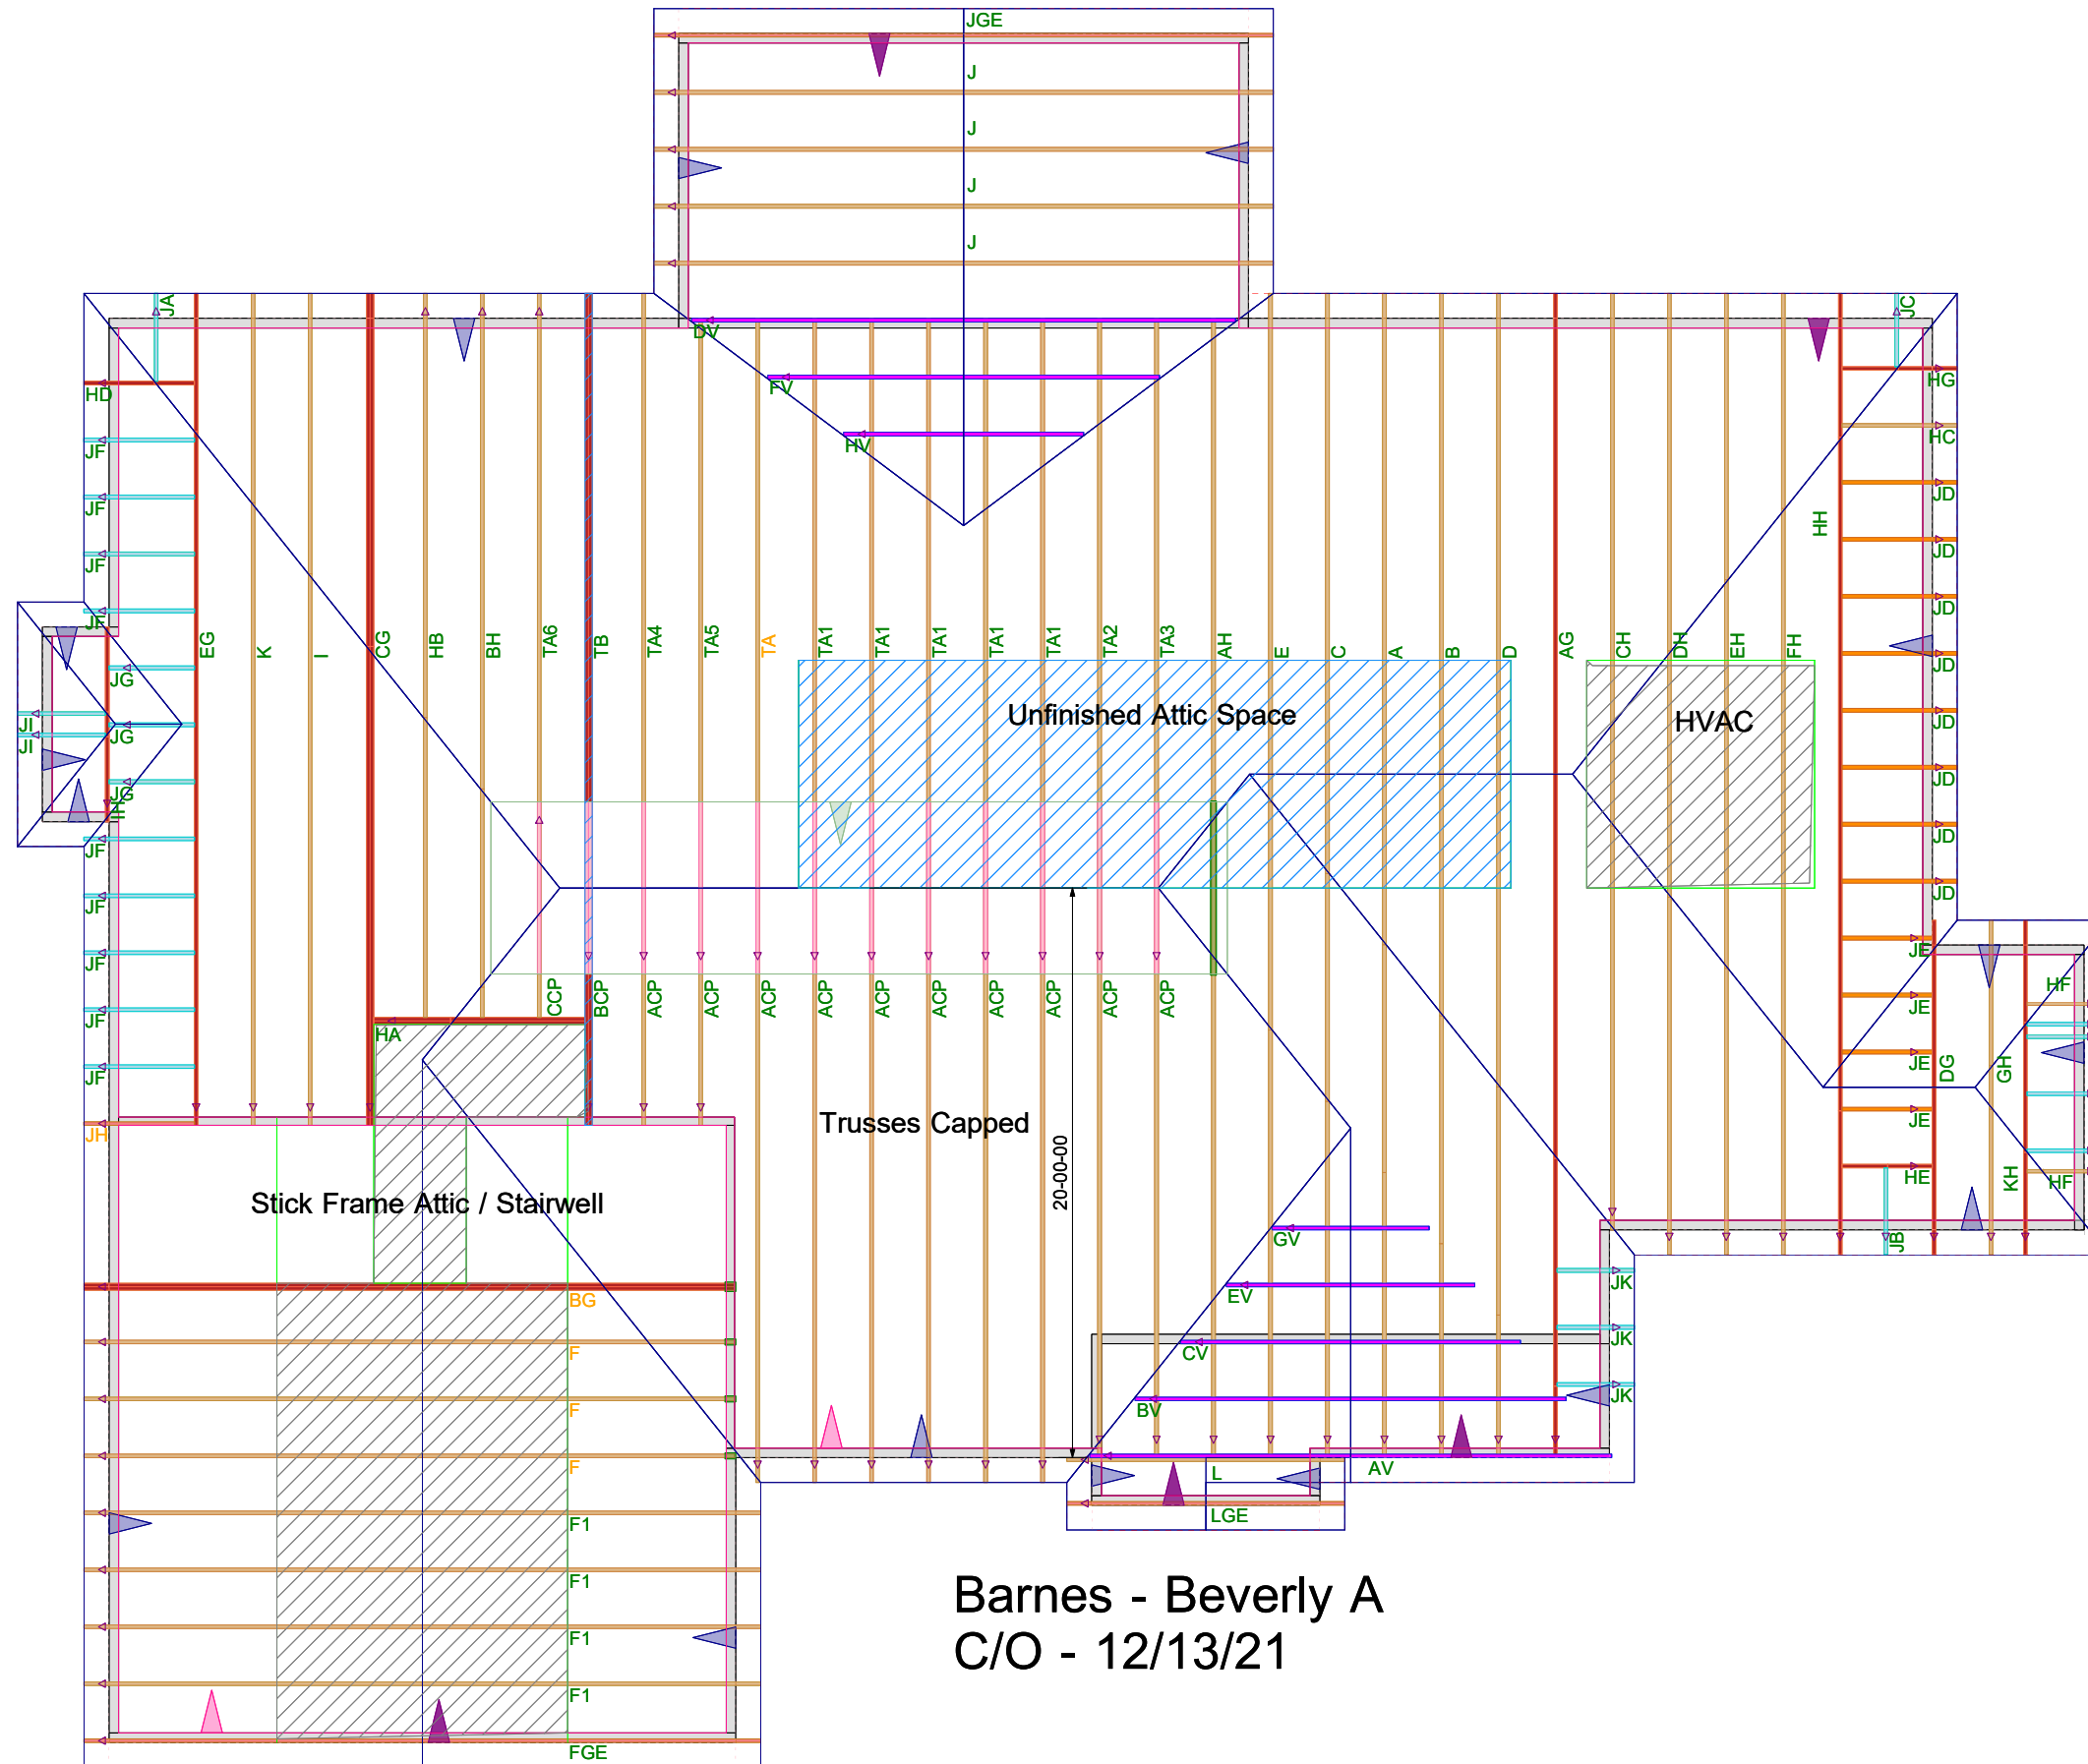 JGE
J
J
J
J
JA
JC
DV
HD
FV
HG
HC
HV
JF
JF
JF
JF
JD
JD
JD
JD
JD
JD
JD
JD
HH
EG
K
I
CG
HB
BH
TA6
TB
TA4
TA5
TA
TA1
TA1
TA1
TA1
TA1
TA2
TA3
AH
E
C
A
B
D
AG
CH
DH
EH
FH
JG
JG
JG
JI
JI
IH
Unfinished Attic Space
HVAC
JF
JF
JF
JF
JF
JE
JE
JE
JE
HE
CCP
BCP
ACP
ACP
ACP
ACP
ACP
ACP
ACP
ACP
ACP
ACP
HA
DG
GH
KH
HF
HF
JH
Trusses Capped
20-00-00
Stick Frame Attic / Stairwell
JB
GV
EV
CV
BV
AV
JK
JK
JK
BG
F
F
F
F1
F1
F1
F1
FGE
L
LGE
Barnes - Beverly A
C/O - 12/13/21